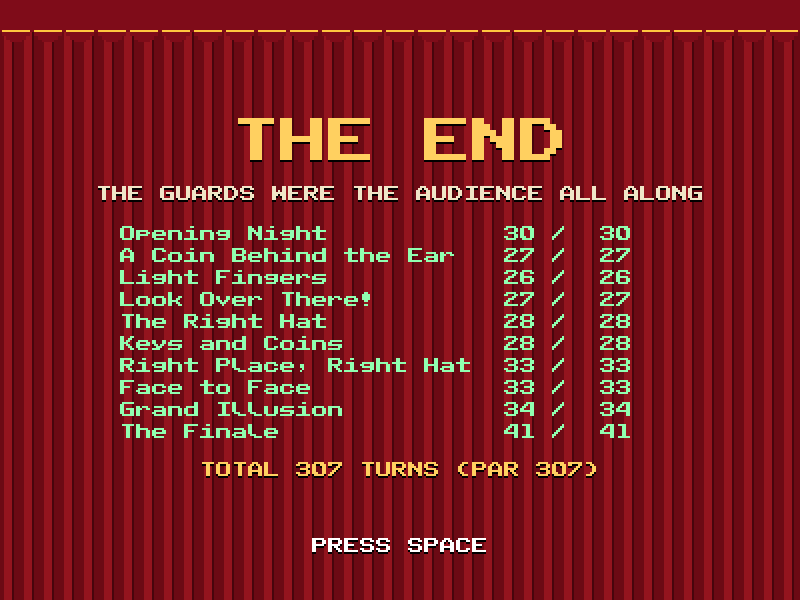 THE END
THE GUARDS WERE THE AUDIENCE ALL ALONG
Opening Night 30 / 30
A Coin Behind the Ear 27 / 27
Light Fingers 26 / 26
Look Over There! 27 / 27
The Right Hat 28 / 28
Keys and Coins 28 / 28
Right Place, Right Hat 33 / 33
Face to Face 33 / 33
Grand Illusion 34 / 34
The Finale 41 / 41
TOTAL 307 TURNS (PAR 307)
PRESS SPACE